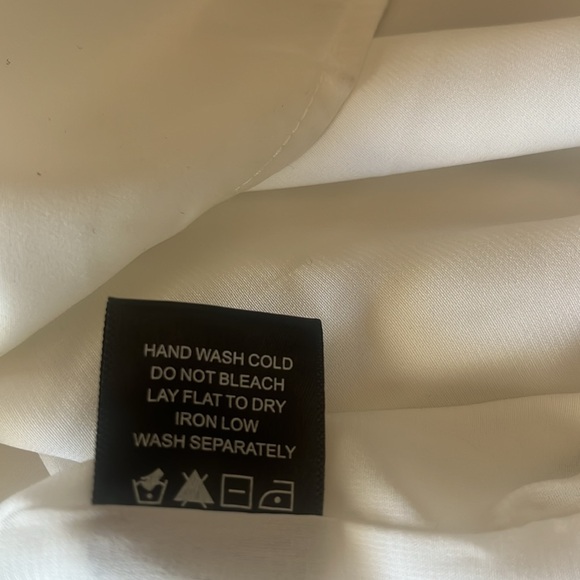 HAND WASH COLD
DO NOT BLEACH
LAY FLAT TO DRY
IRON LOW
WASH SEPARATELY